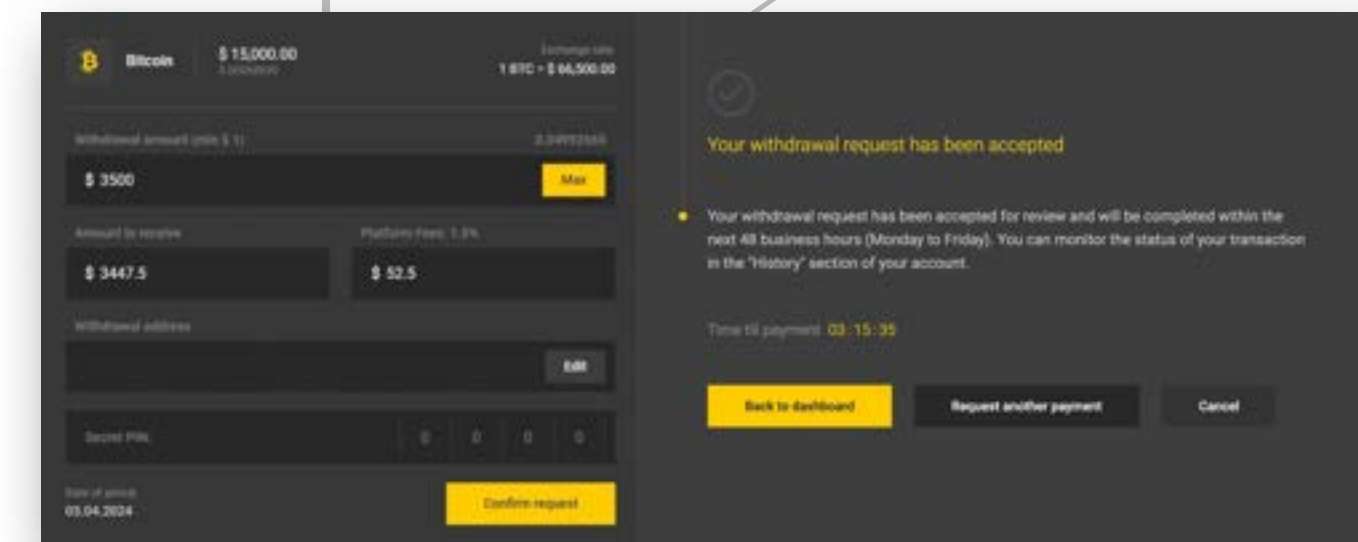 Bitcoin
$ 15,000.00
Exchange rate
1 BTC = $ 66,500.00
Withdrawal amount (min $ 1)
$ 3500
Max
Amount to receive
Platform Fees: 1.5%
$ 3447.5
$ 52.5
Withdrawal address
Edit
Secret PIN:
0 0 0 0
Date of arrival
03.04.2024
Confirm request
Your withdrawal request has been accepted
Your withdrawal request has been accepted for review and will be completed within the
next 48 business hours (Monday to Friday). You can monitor the status of your transaction
in the "History" section of your account.
Time till payment 03 : 15 : 35
Back to dashboard
Request another payment
Cancel